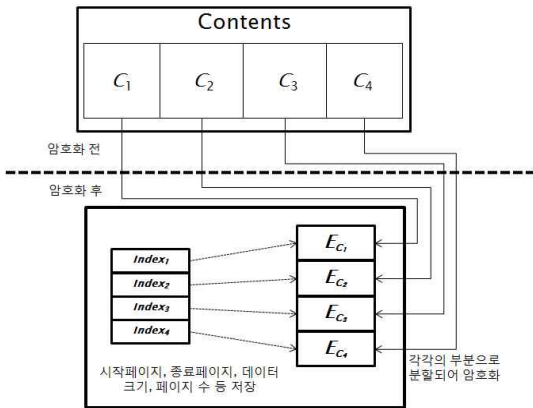 Contents
C1 C2 C3 C4
암호화 전
암호화 후
Index1
Index2
Index3
Index4
EC1
EC2
EC3
EC4
시작페이지, 종료페이지, 데이터
크기, 페이지 수 등 저장
각각의 부분으로
분할되어 암호화